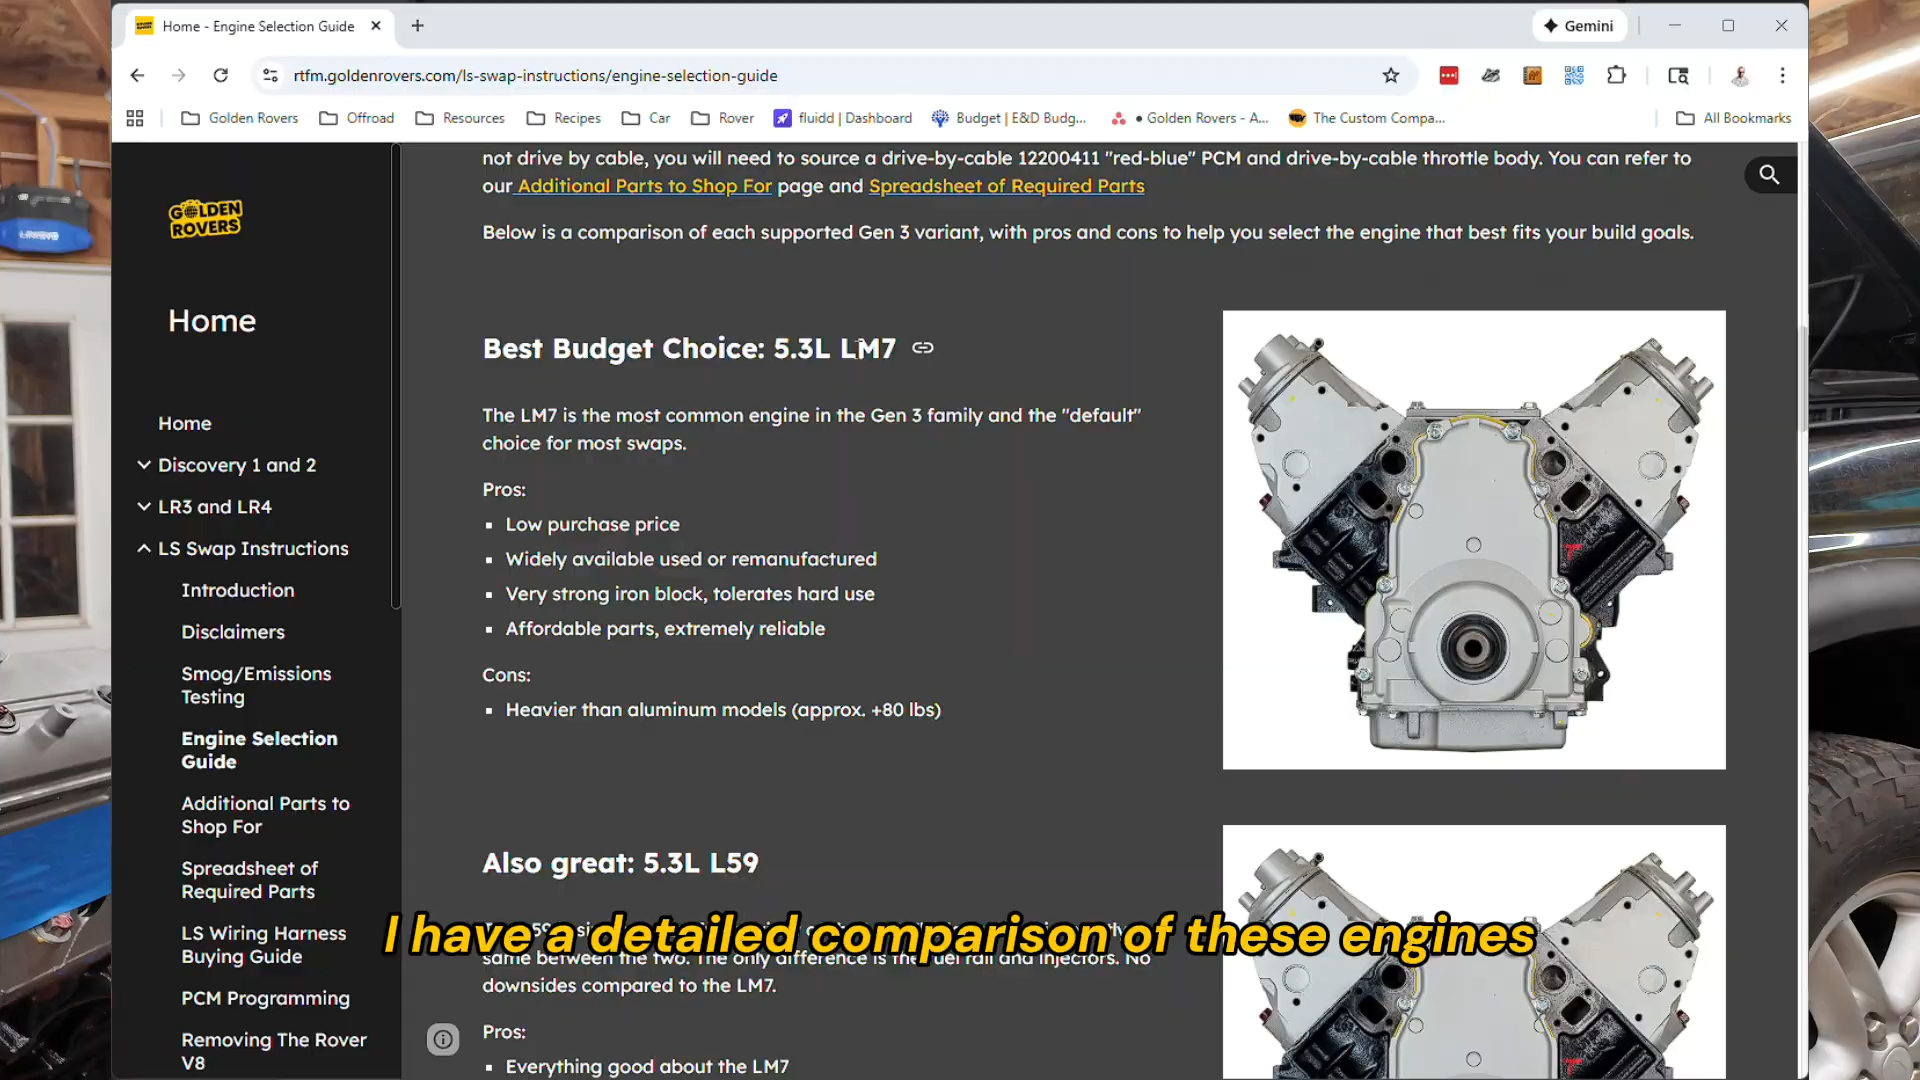 Home - Engine Selection Guide
Gemini
rtfm.goldenrovers.com/ls-swap-instructions/engine-selection-guide
Golden Rovers
Offroad
Resources
Recipes
Car
Rover
fluidd | Dashboard
Budget | E&D Budg...
• Golden Rovers - A...
The Custom Compa...
All Bookmarks
GOLDEN
ROVERS
Home
Home
Discovery 1 and 2
LR3 and LR4
LS Swap Instructions
Introduction
Disclaimers
Smog/Emissions
Testing
Engine Selection
Guide
Additional Parts to
Shop For
Spreadsheet of
Required Parts
LS Wiring Harness
Buying Guide
PCM Programming
Removing The Rover
V8
not drive by cable, you will need to source a drive-by-cable 12200411 "red-blue" PCM and drive-by-cable throttle body. You can refer to
our Additional Parts to Shop For page and Spreadsheet of Required Parts
Below is a comparison of each supported Gen 3 variant, with pros and cons to help you select the engine that best fits your build goals.
Best Budget Choice: 5.3L LM7
The LM7 is the most common engine in the Gen 3 family and the "default"
choice for most swaps.
Pros:
▪ Low purchase price
▪ Widely available used or remanufactured
▪ Very strong iron block, tolerates hard use
▪ Affordable parts, extremely reliable
Cons:
▪ Heavier than aluminum models (approx. +80 lbs)
Also great: 5.3L L59
I have a detailed comparison of these engines
same between the two. The only difference is the fuel rail and injectors. No
downsides compared to the LM7.
Pros:
▪ Everything good about the LM7